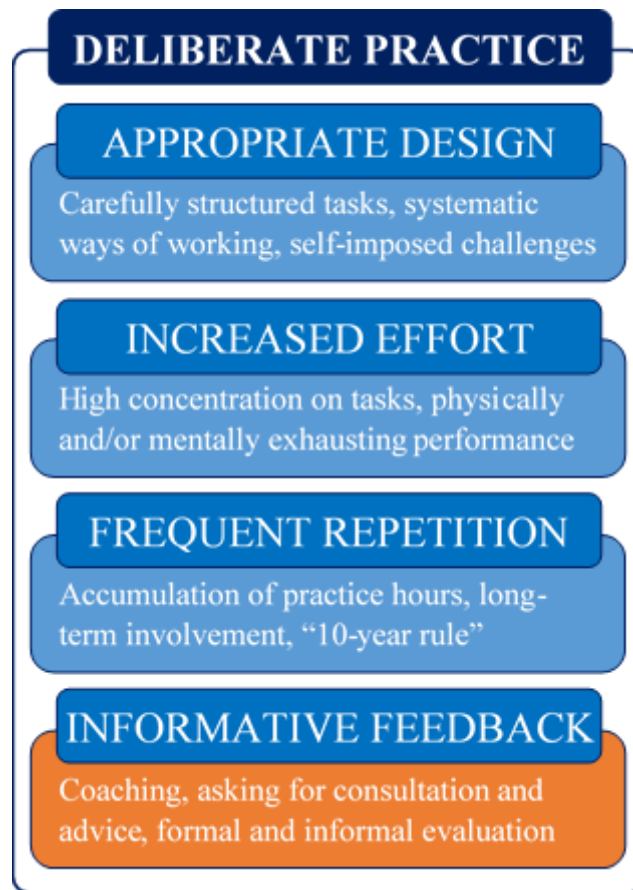 DELIBERATE PRACTICE
APPROPRIATE DESIGN
Carefully structured tasks, systematic
ways of working, self-imposed challenges
INCREASED EFFORT
High concentration on tasks, physically
and/or mentally exhausting performance
FREQUENT REPETITION
Accumulation of practice hours, long-
term involvement, “10-year rule”
INFORMATIVE FEEDBACK
Coaching, asking for consultation and
advice, formal and informal evaluation